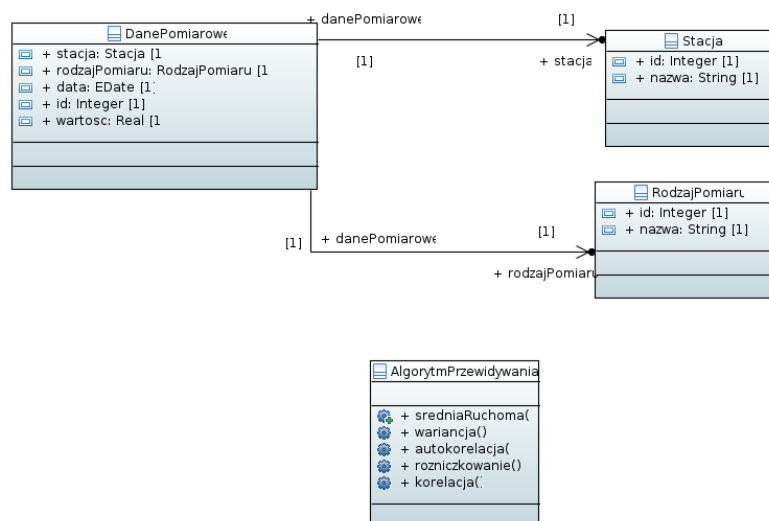 DanePomiarowe
+ stacja: Stacja [1
+ rodzajPomiaru: RodzajPomiaru [1
+ data: EDate [1]
+ id: Integer [1]
+ wartosc: Real [1
+ danePomiarowe
[1]
[1]
+ stacja
Stacja
+ id: Integer [1]
+ nazwa: String [1]
[1]
+ danePomiarowe
[1]
+ rodzajPomiaru
RodzajPomiaru
+ id: Integer [1]
+ nazwa: String [1]
AlgorytmPrzewidywania
+ sredniaRuchoma(
+ wariancja()
+ autokorelacja(
+ rozniczkowanie()
+ korelacja()